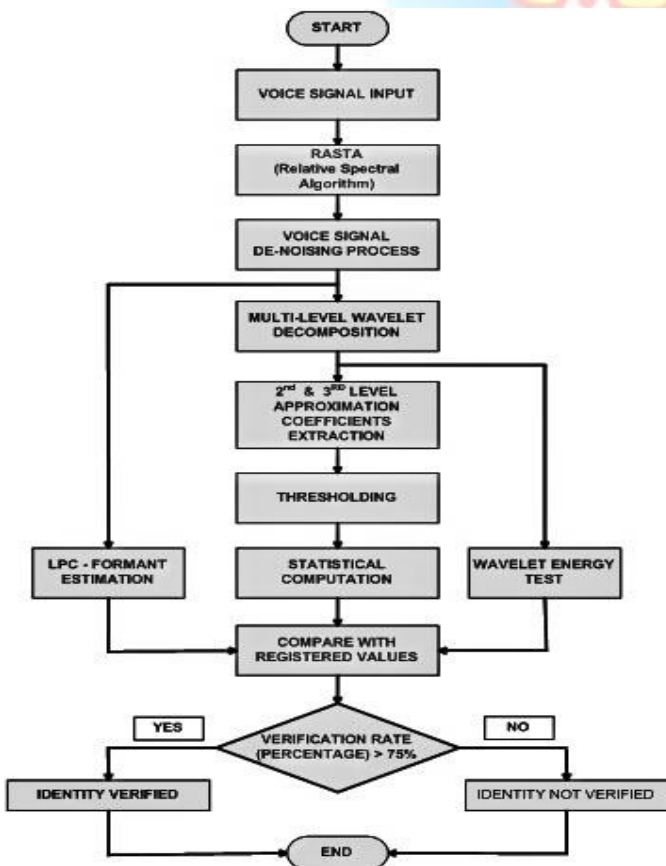 START
VOICE SIGNAL INPUT
RASTA
(Relative Spectral
Algorithm)
VOICE SIGNAL
DE-NOISING PROCESS
MULTI-LEVEL WAVELET
DECOMPOSITION
2nd & 3RD LEVEL
APPROXIMATION
COEFFICIENTS
EXTRACTION
THRESHOLDING
LPC - FORMANT
ESTIMATION
STATISTICAL
COMPUTATION
WAVELET ENERGY
TEST
COMPARE WITH
REGISTERED VALUES
YES
NO
VERIFICATION RATE
(PERCENTAGE) > 75%
IDENTITY VERIFIED
IDENTITY NOT VERIFIED
END